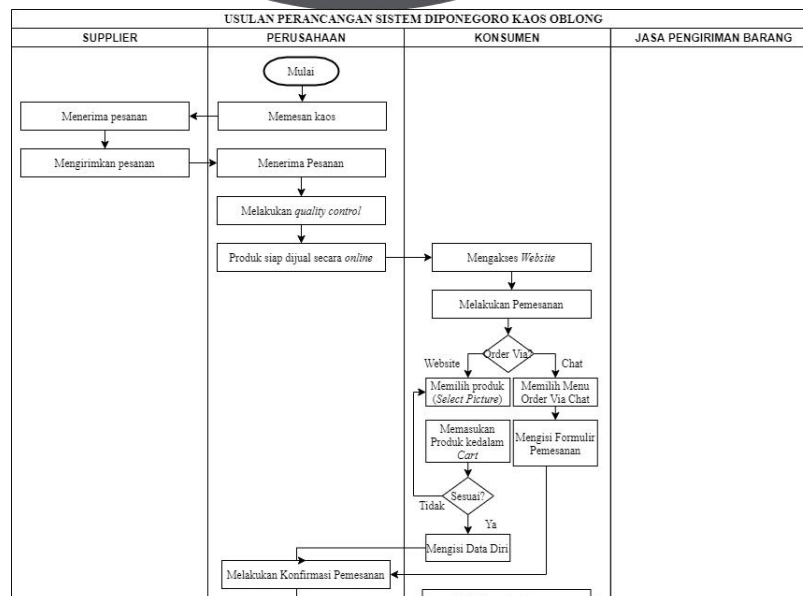 USULAN PERANCANGAN SISTEM DIPONEGORO KAOS OBLONG
SUPPLIER
PERUSAHAAN
KONSUMEN
JASA PENGIRIMAN BARANG
Mulai
Menerima pesanan
Memesan kaos
Mengirimkan pesanan
Menerima Pesanan
Melakukan quality control
Produk siap dijual secara online
Mengakses Website
Melakukan Pemesanan
Order Via?
Website
Chat
Memilih produk
(Select Picture)
Memilih Menu
Order Via Chat
Memasukan
Produk kedalam
Cart
Mengisi Formulir
Pemesanan
Sesuai?
Tidak
Ya
Mengisi Data Diri
Melakukan Konfirmasi Pemesanan